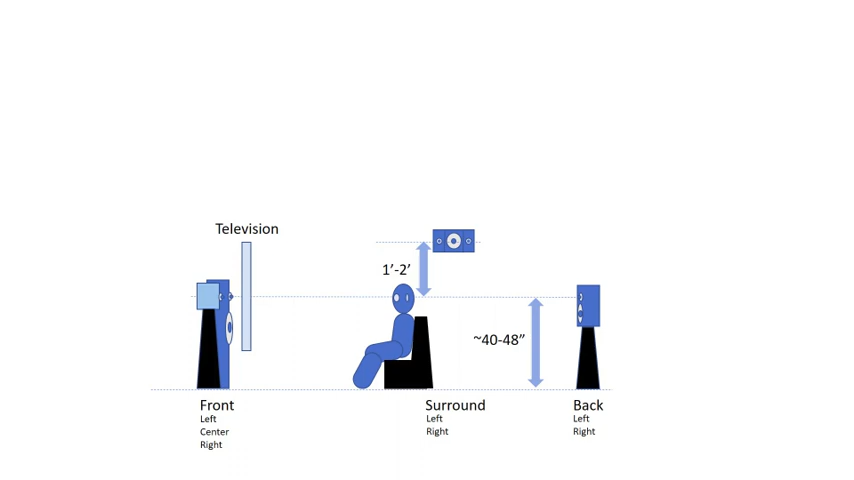 Television
1’-2’
~40-48”
Front
Left
Center
Right
Surround
Left
Right
Back
Left
Right